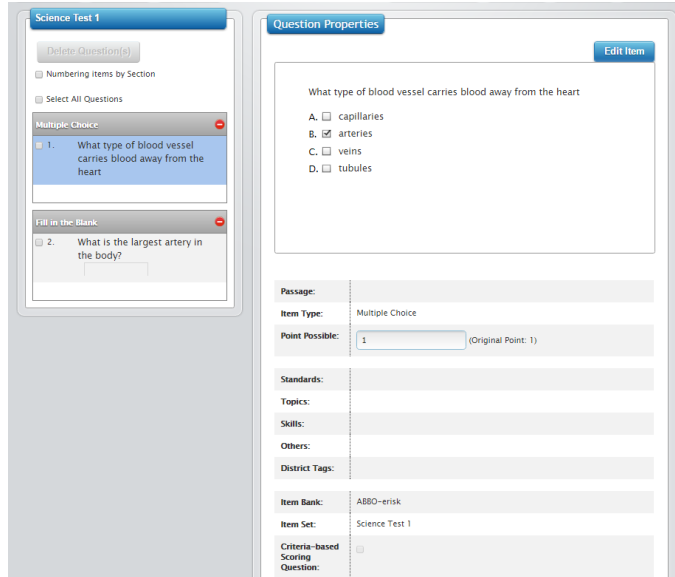 Science Test 1
Delete Question(s)
Numbering items by Section
Select All Questions
Multiple Choice
1. What type of blood vessel
carries blood away from the
heart
Fill in the Blank
2. What is the largest artery in
the body?
Question Properties
Edit Item
What type of blood vessel carries blood away from the heart
A. capillaries
B. arteries
C. veins
D. tubules
Passage:
Item Type: Multiple Choice
Point Possible: 1 (Original Point: 1)
Standards:
Topics:
Skills:
Others:
District Tags:
Item Bank: ABBO-erisk
Item Set: Science Test 1
Criteria-based
Scoring
Question: